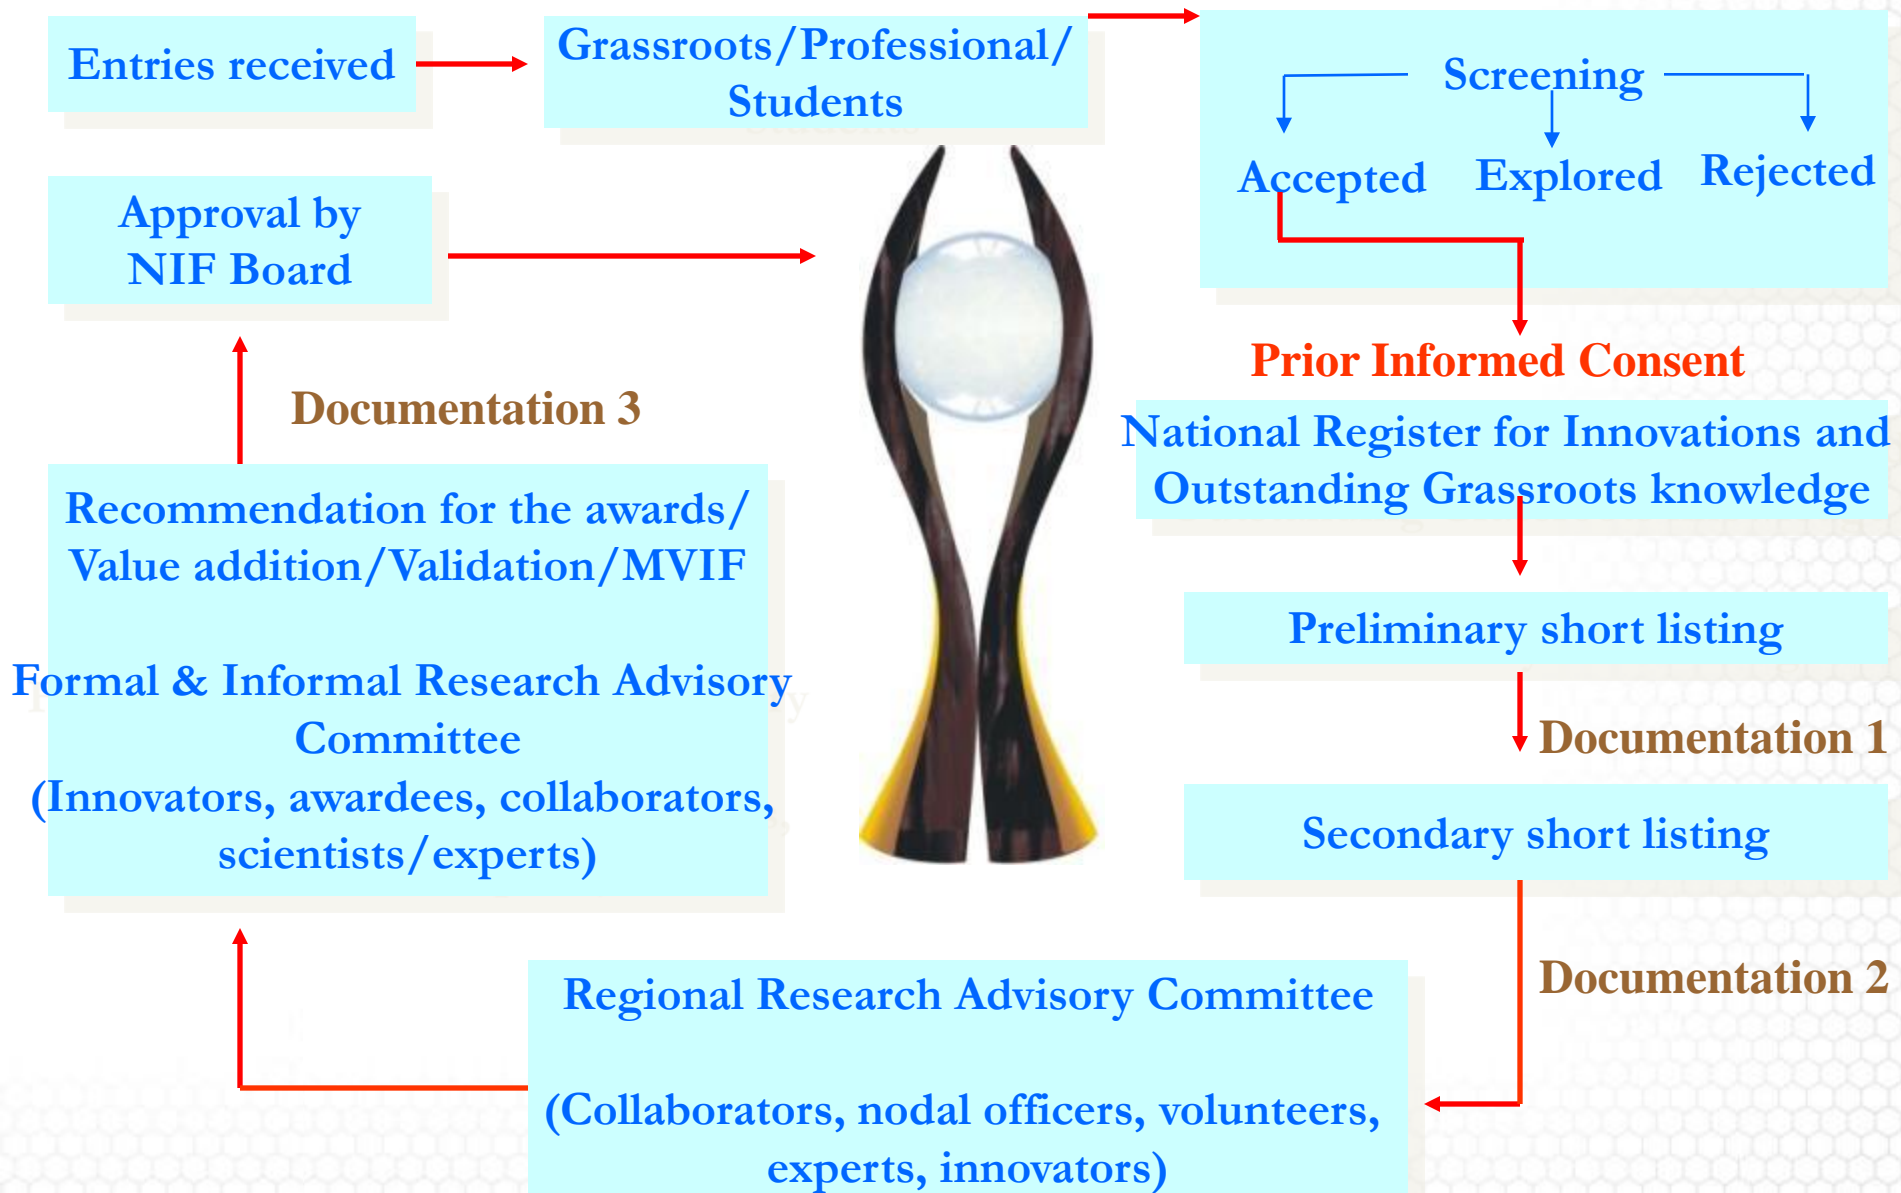 Entries received
Grassroots/Professional/
Students
Screening
Accepted
Explored
Rejected
Prior Informed Consent
National Register for Innovations and
Outstanding Grassroots knowledge
Preliminary short listing
Documentation 1
Secondary short listing
Documentation 2
Regional Research Advisory Committee
(Collaborators, nodal officers, volunteers,
experts, innovators)
Recommendation for the awards/
Value addition/Validation/MVIF
Formal & Informal Research Advisory
Committee
(Innovators, awardees, collaborators,
scientists/experts)
Documentation 3
Approval by
NIF Board